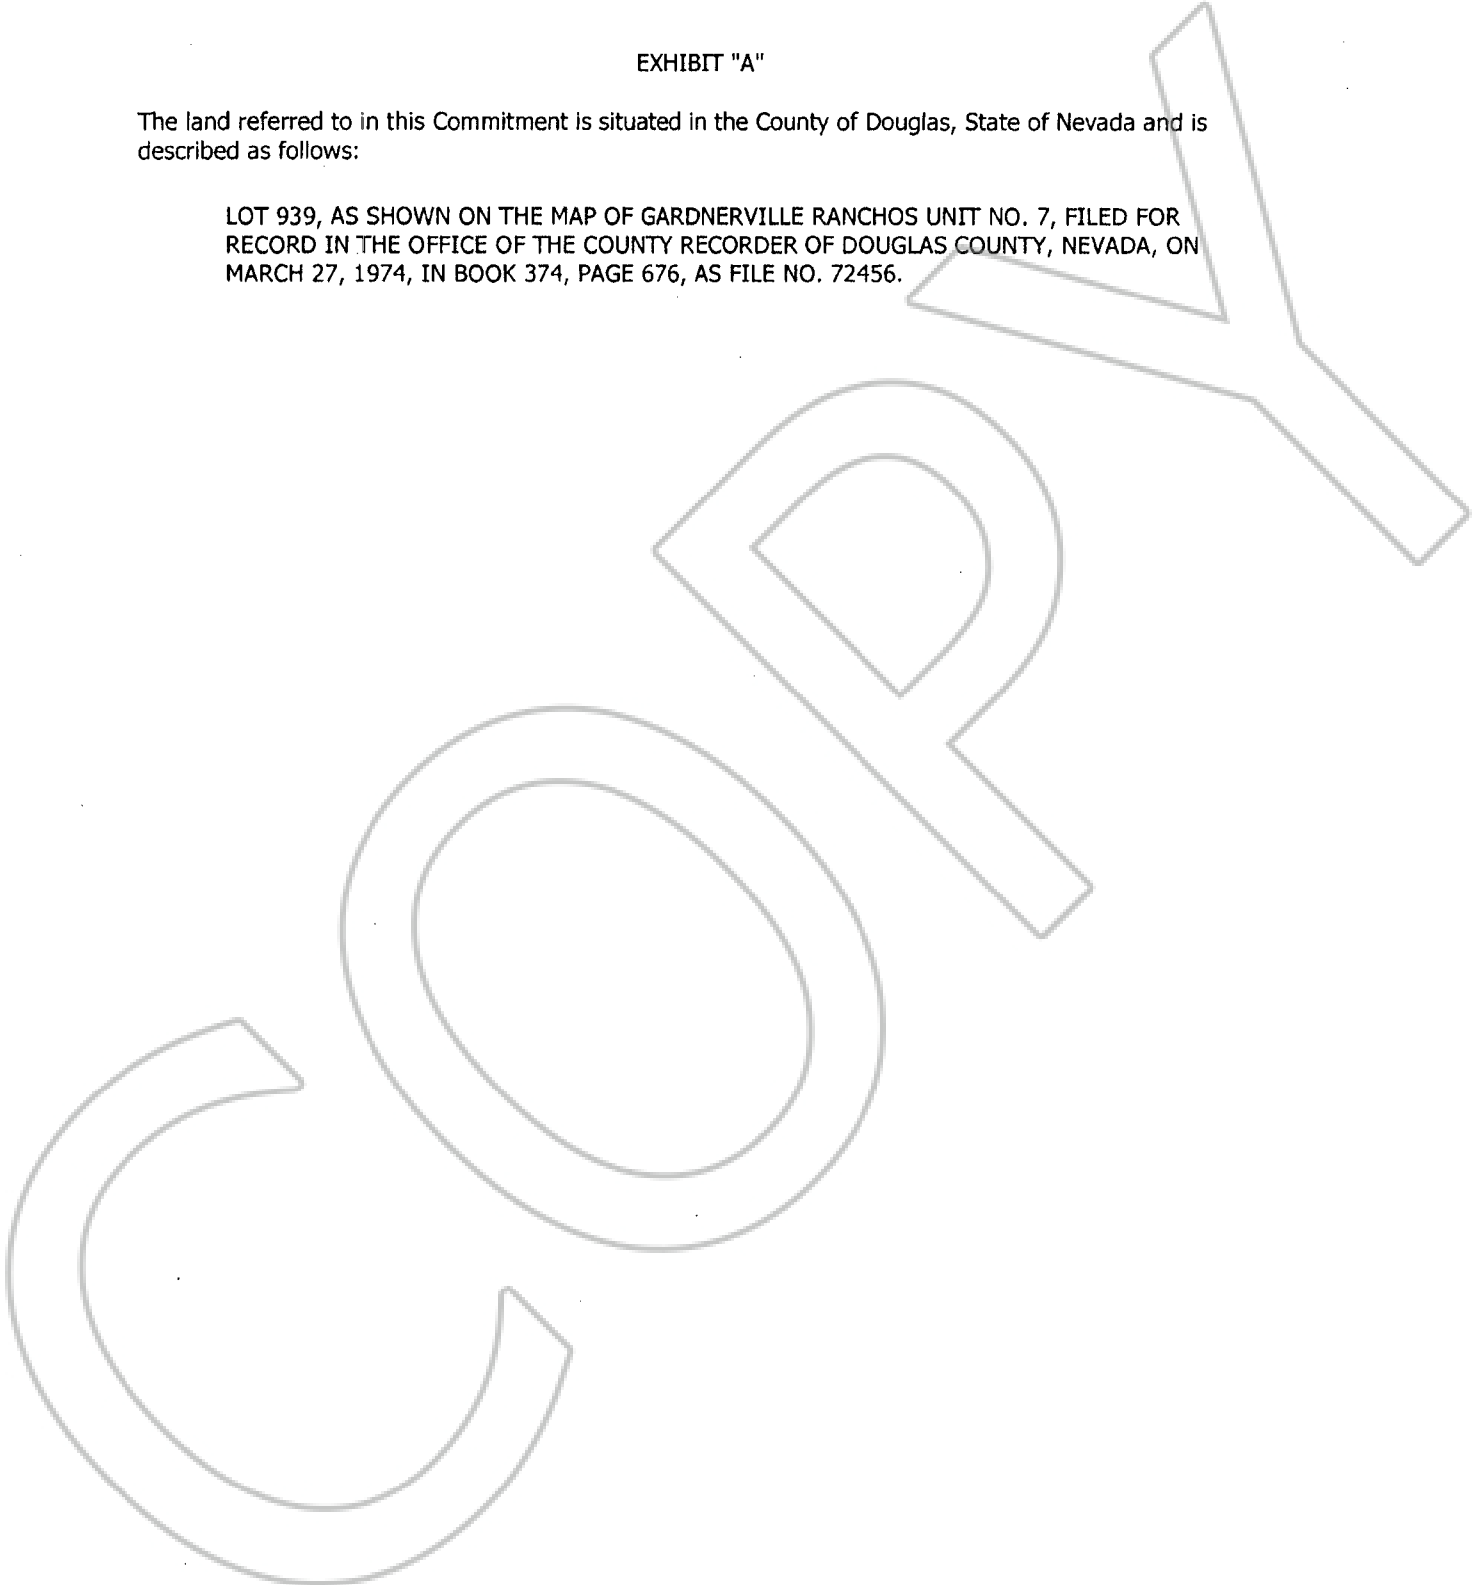 EXHIBIT "A"
The land referred to in this Commitment is situated in the County of Douglas, State of Nevada and is
described as follows:
LOT 939, AS SHOWN ON THE MAP OF GARDNERVILLE RANCHOS UNIT NO. 7, FILED FOR
RECORD IN THE OFFICE OF THE COUNTY RECORDER OF DOUGLAS COUNTY, NEVADA, ON
MARCH 27, 1974, IN BOOK 374, PAGE 676, AS FILE NO. 72456.
COPY